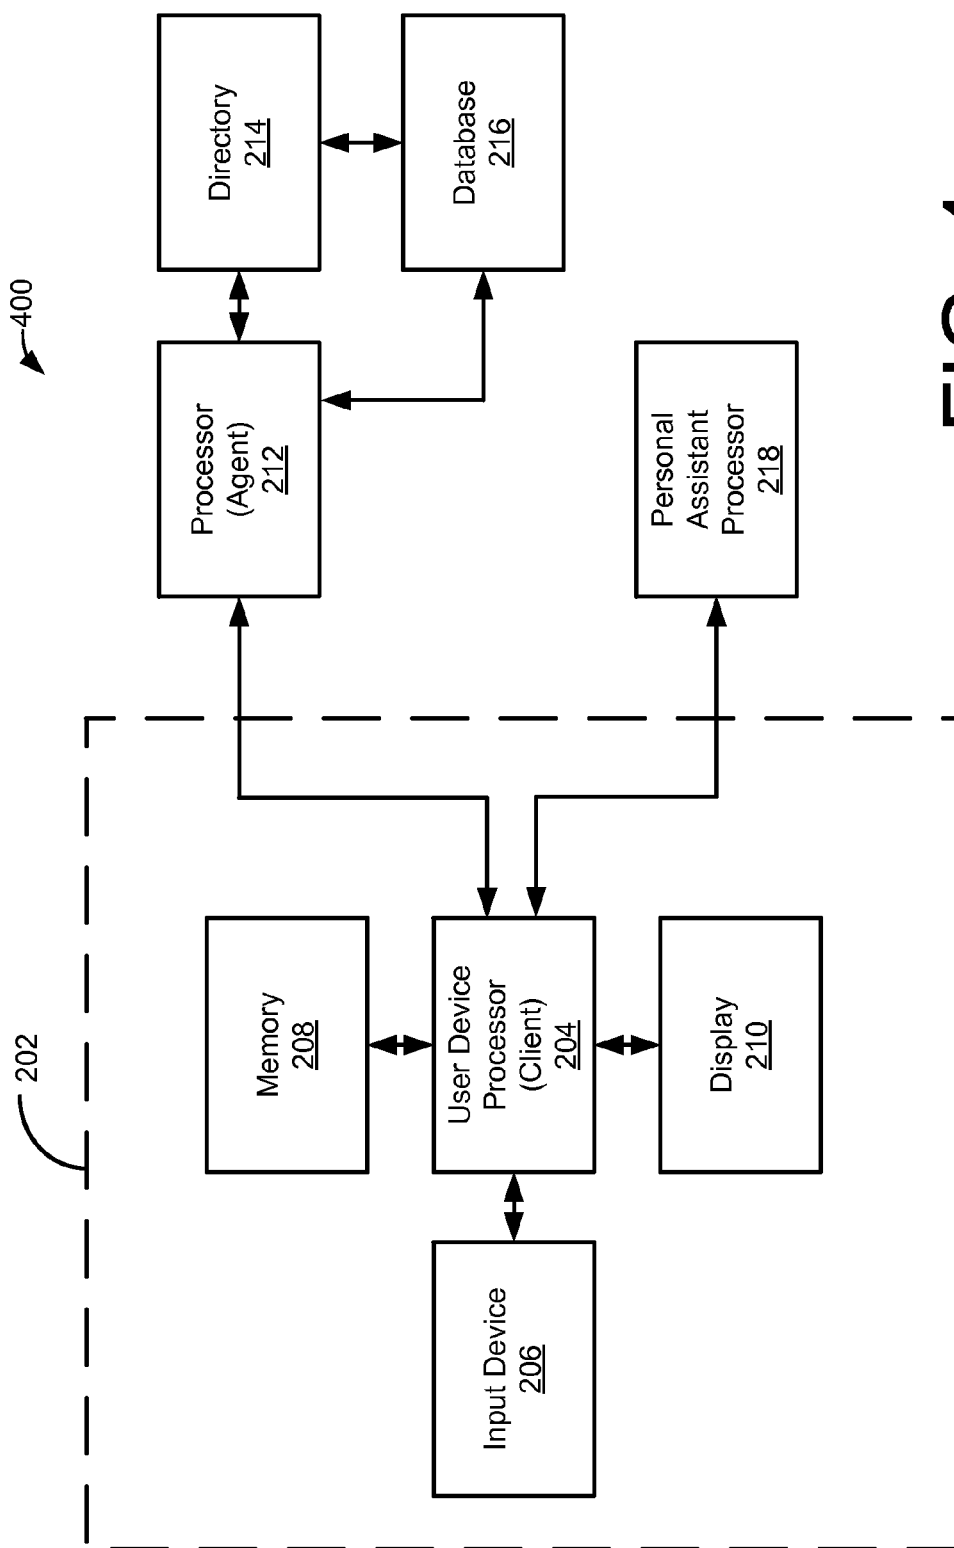 400
202
Memory
208
Input Device
206
User Device
Processor
(Client)
204
Display
210
Processor
(Agent)
212
Directory
214
Database
216
Personal
Assistant
Processor
218